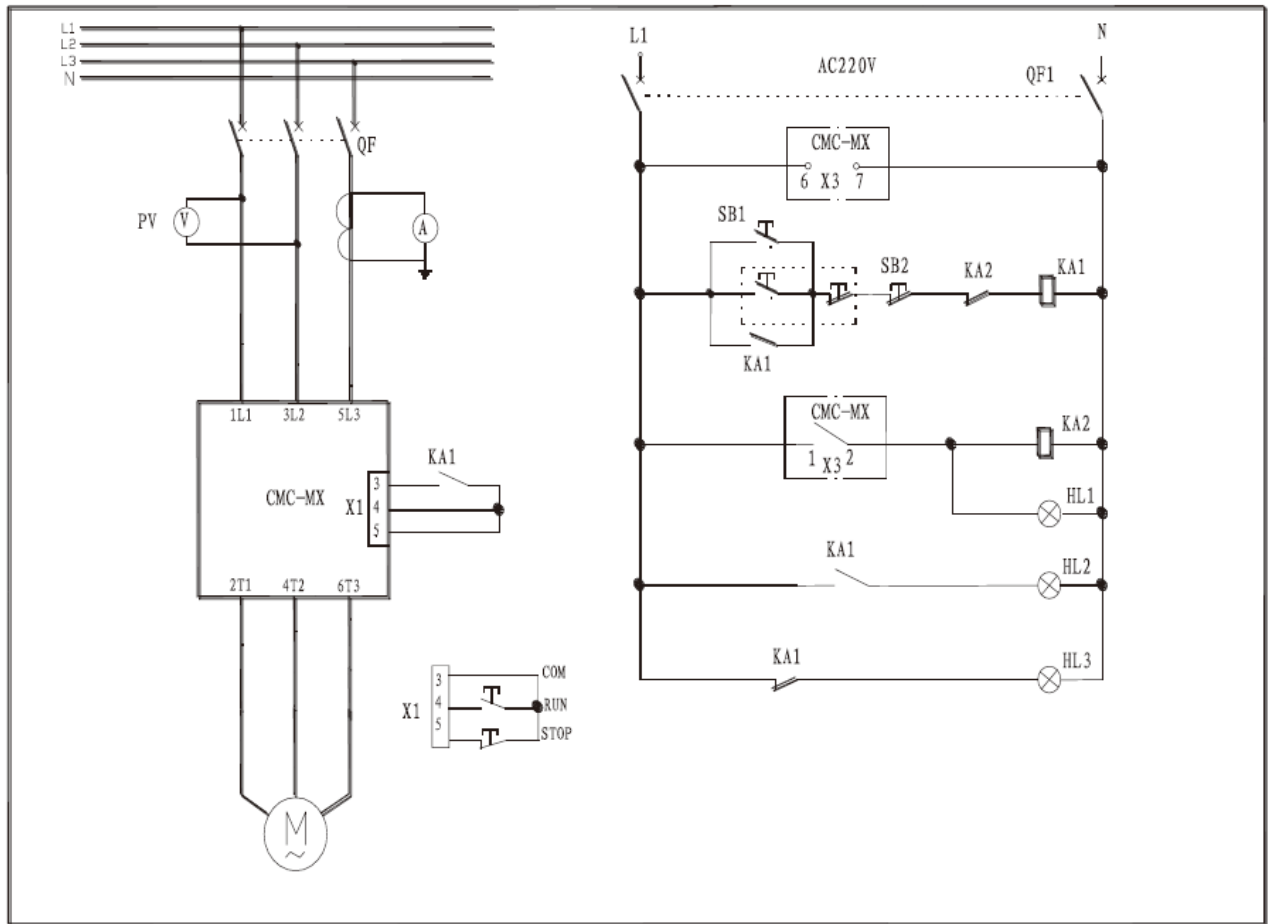 L1
L2
L3
N
QF
PV V
A
1L1 3L2 5L3
CMC-MX
X1
3
4
5
KA1
2T1 4T2 6T3
M
~
X1
3
4
5
COM
RUN
STOP
L1 N
AC220V QF1
CMC-MX
6 X3 7
SB1
SB2 KA2 KA1
KA1
CMC-MX
1 X3 2
KA2
HL1
KA1 HL2
KA1 HL3